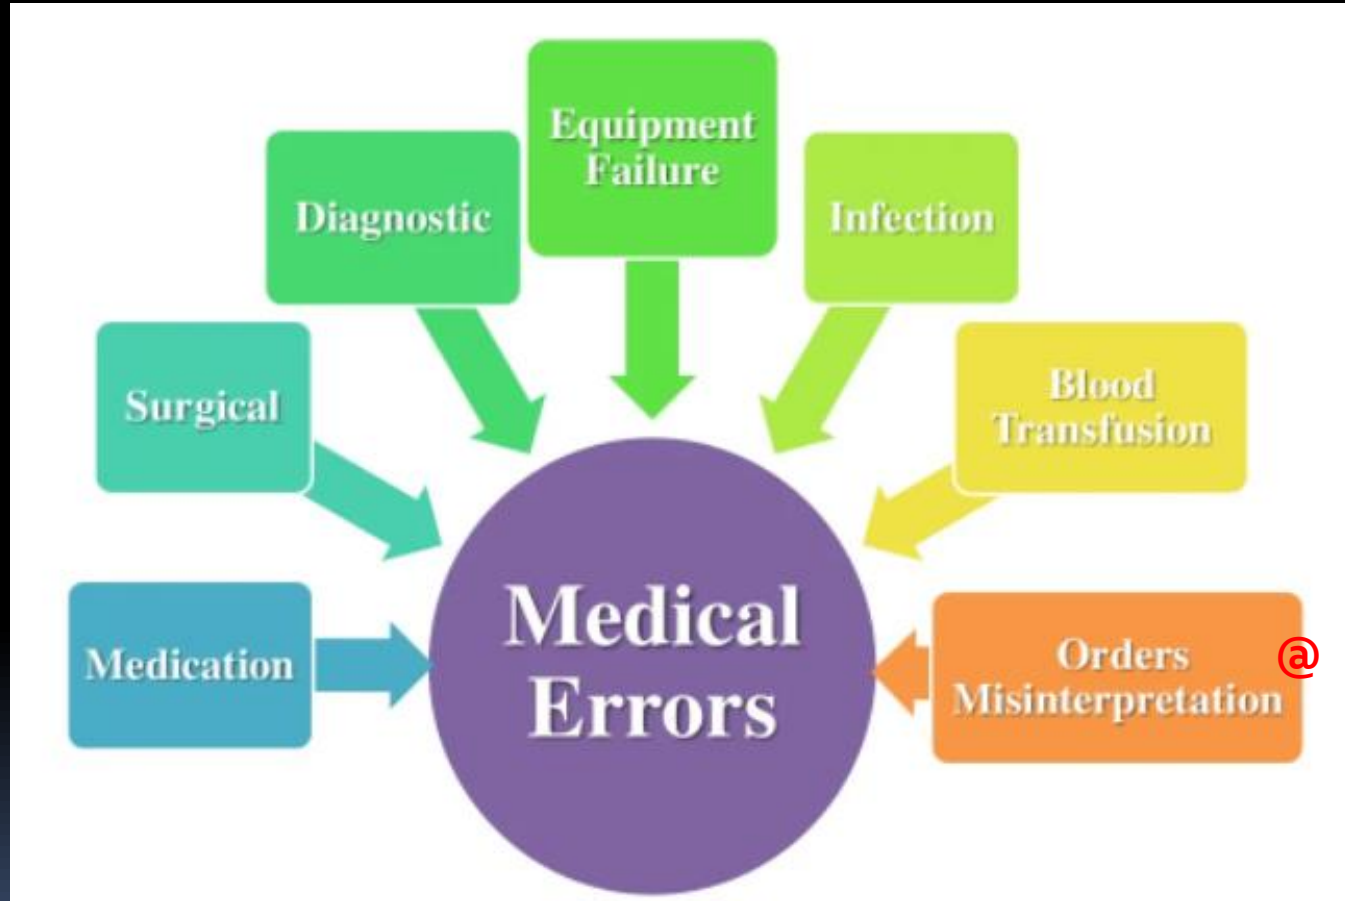 Equipment
Failure
Diagnostic
Infection
Surgical
Blood
Transfusion
Medical
Errors
Medication
Orders
Misinterpretation
@